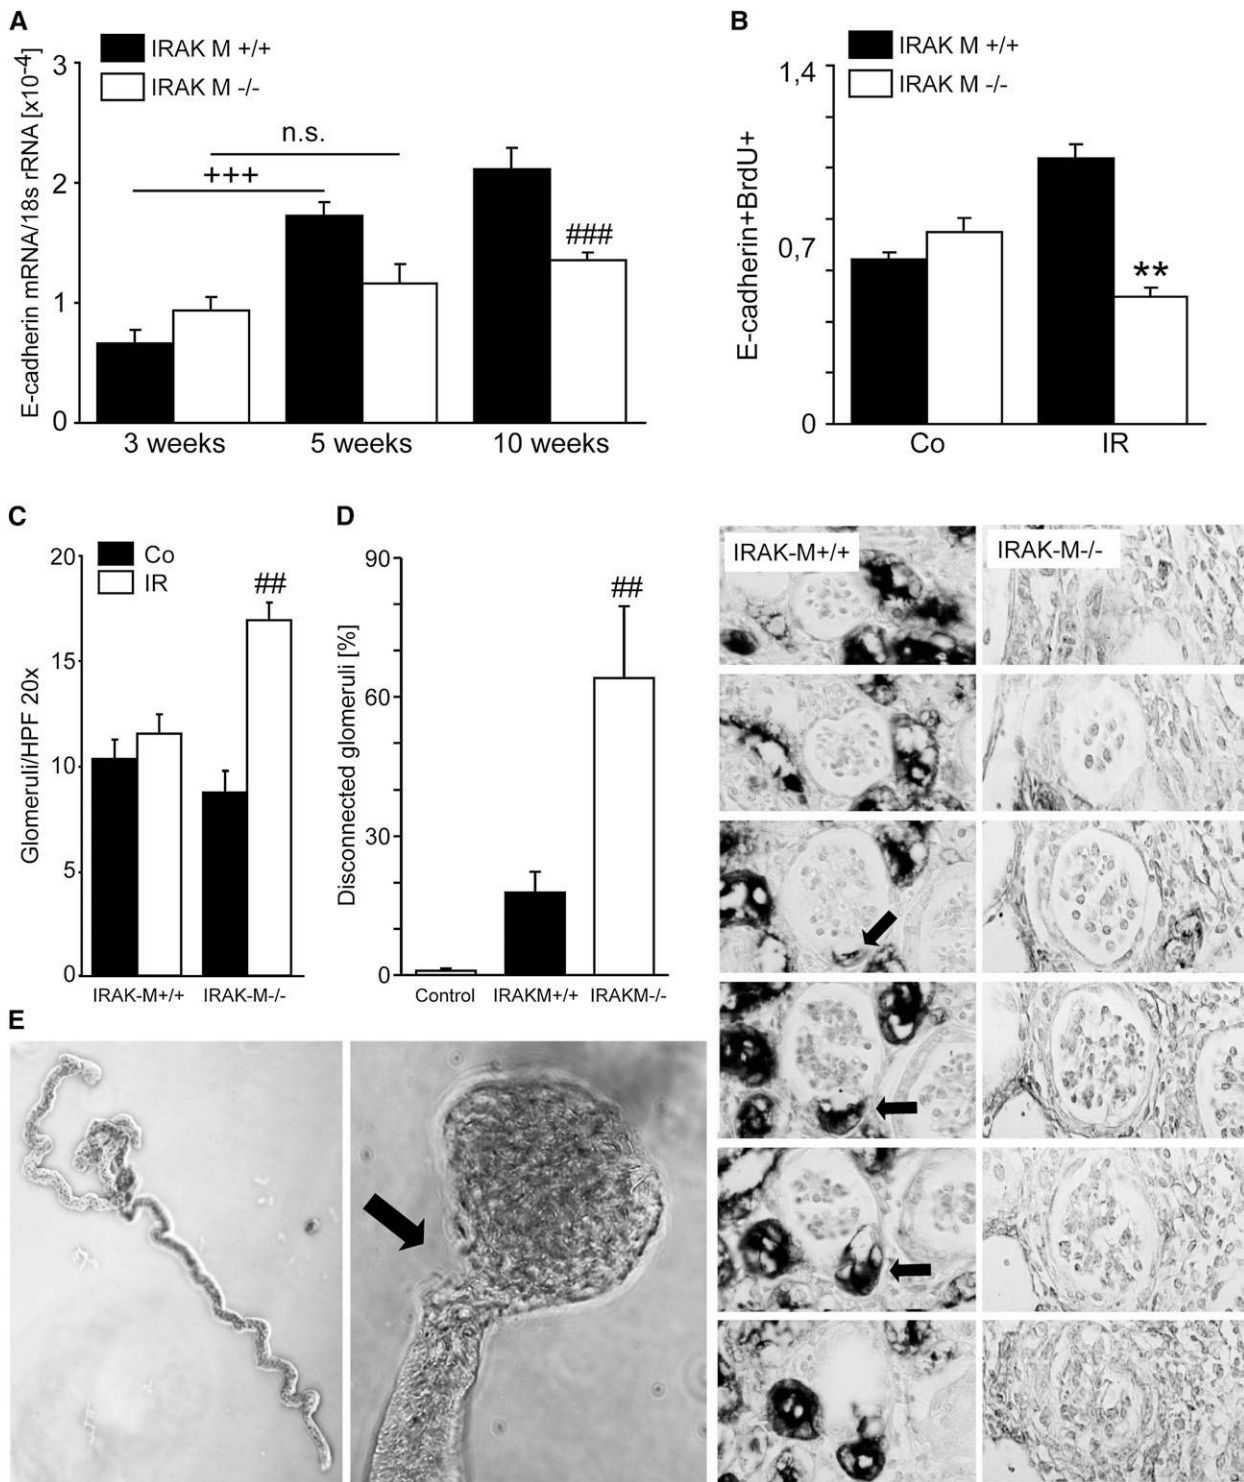 A
IRAK M +/+
IRAK M -/-
E-cadherin mRNA/18s rRNA [x10-4]
3
2
1
0
n.s.
+++
###
3 weeks
5 weeks
10 weeks
B
IRAK M +/+
IRAK M -/-
E-cadherin+BrdU+
1,4
0,7
0
**
Co
IR
C
Co
IR
Glomeruli/HPF 20x
20
15
10
5
0
##
IRAK-M+/+
IRAK-M-/-
D
Disconnected glomeruli [%]
90
60
30
0
##
Control
IRAKM+/+
IRAKM-/-
IRAK-M+/+
IRAK-M-/-
E